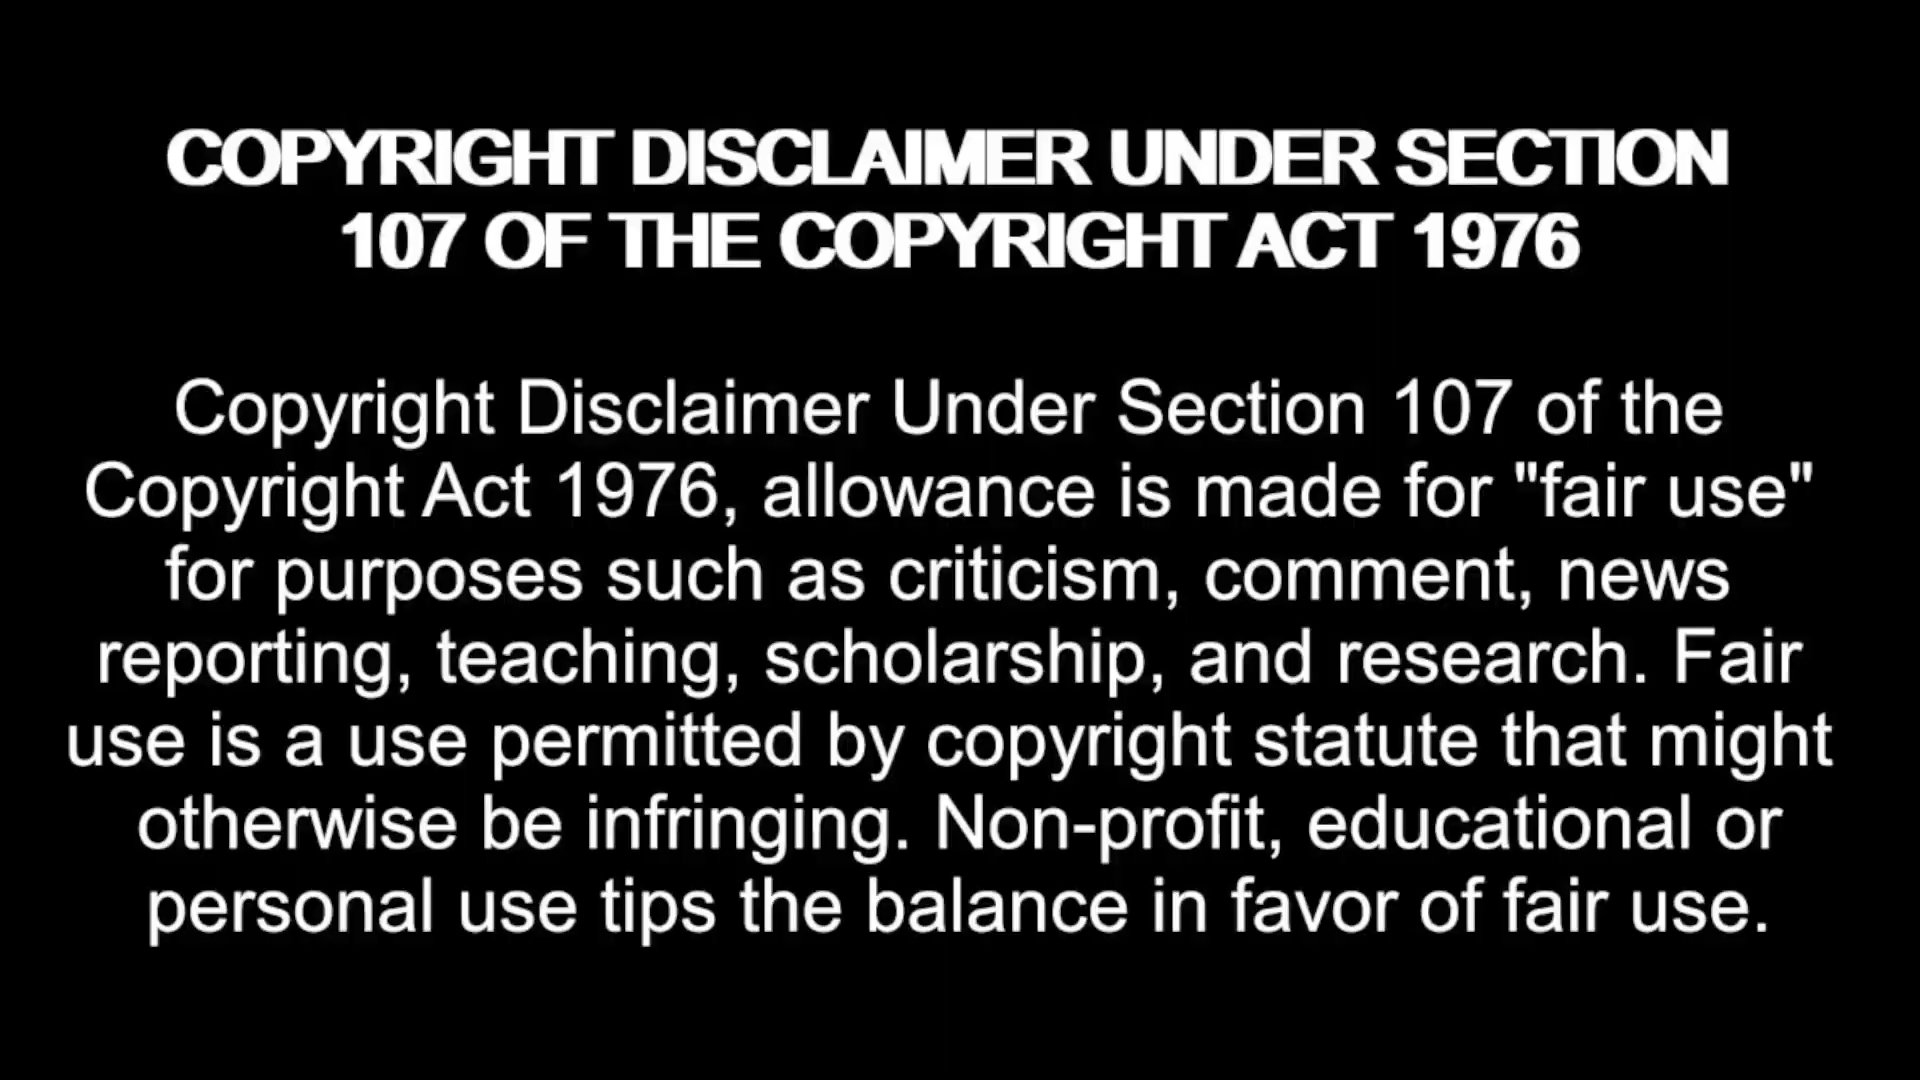 COPYRIGHT DISCLAIMER UNDER SECTION
107 OF THE COPYRIGHT ACT 1976
Copyright Disclaimer Under Section 107 of the
Copyright Act 1976, allowance is made for "fair use"
for purposes such as criticism, comment, news
reporting, teaching, scholarship, and research. Fair
use is a use permitted by copyright statute that might
otherwise be infringing. Non-profit, educational or
personal use tips the balance in favor of fair use.